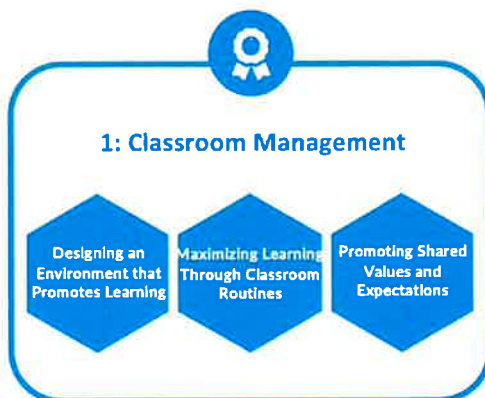 1: Classroom Management
Designing an
Environment that
Promotes Learning
Maximizing Learning
Through Classroom
Routines
Promoting Shared
Values and
Expectations